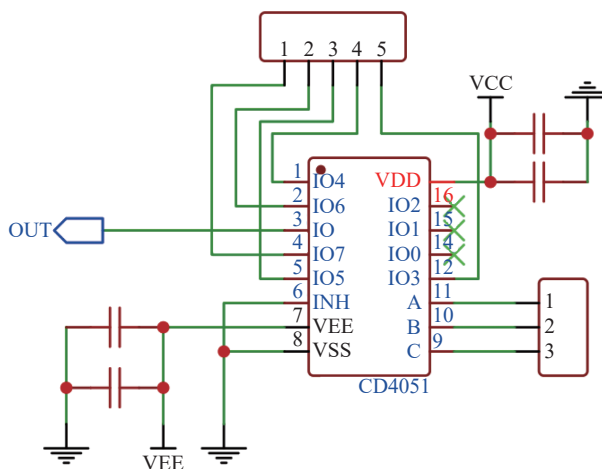 1 2 3 4 5
VCC
1 IO4 VDD 16
2 IO6 IO2 15
OUT 3 IO IO1 14
4 IO7 IO0
5 IO5 IO3 12
6 INH A 11 1
7 VEE B 10 2
8 VSS C 9 3
CD4051
VEE